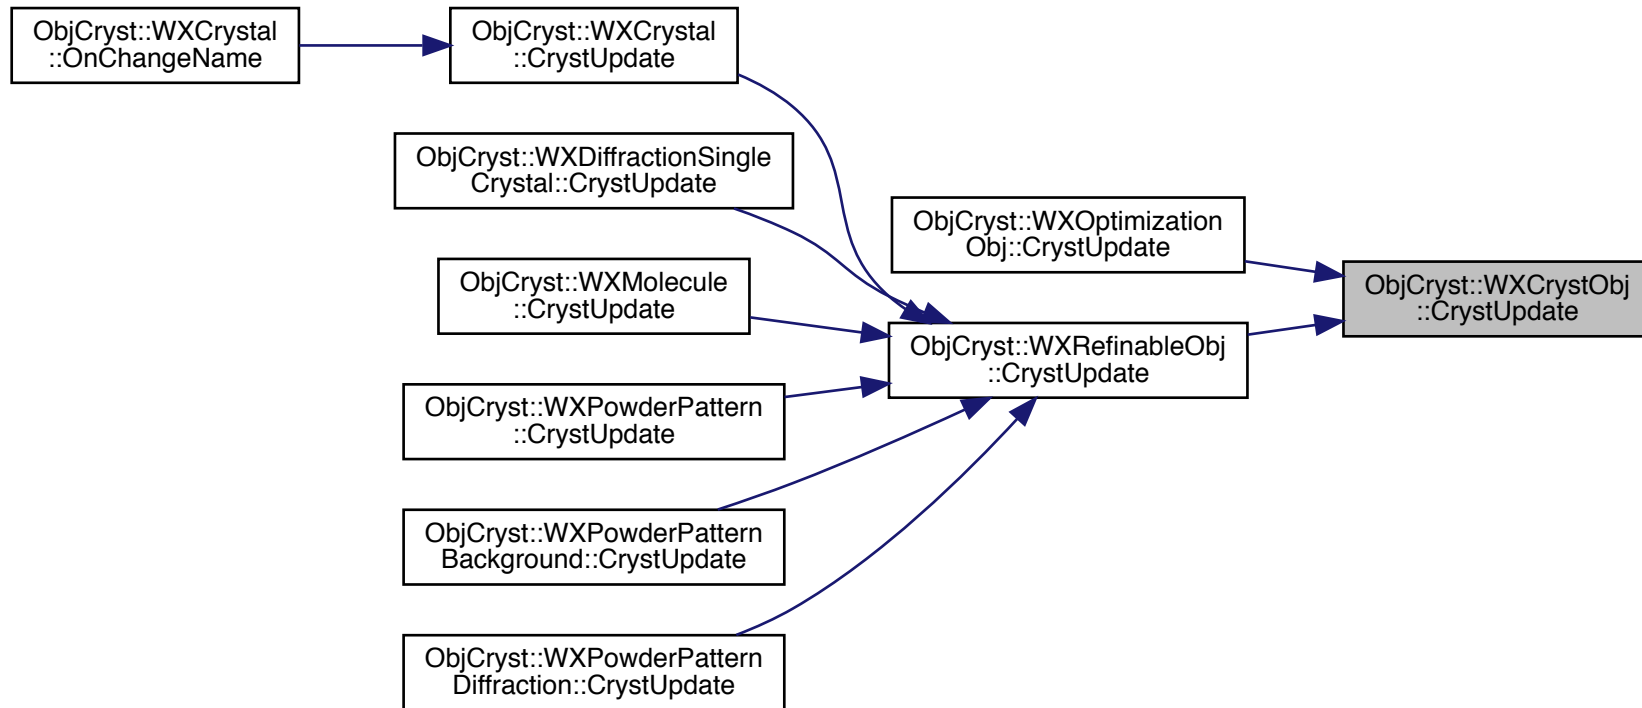 ObjCryst::WXCrystal
::OnChangeName
ObjCryst::WXCrystal
::CrystUpdate
ObjCryst::WXDiffractionSingle
Crystal::CrystUpdate
ObjCryst::WXMolecule
::CrystUpdate
ObjCryst::WXPowderPattern
::CrystUpdate
ObjCryst::WXPowderPattern
Background::CrystUpdate
ObjCryst::WXPowderPattern
Diffraction::CrystUpdate
ObjCryst::WXOptimization
Obj::CrystUpdate
ObjCryst::WXRefinableObj
::CrystUpdate
ObjCryst::WXCrystObj
::CrystUpdate